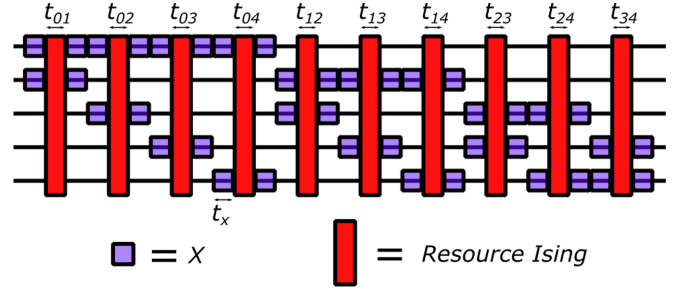 t01 t02 t03 t04 t12 t13 t14 t23 t24 t34
tx
= X = Resource Ising